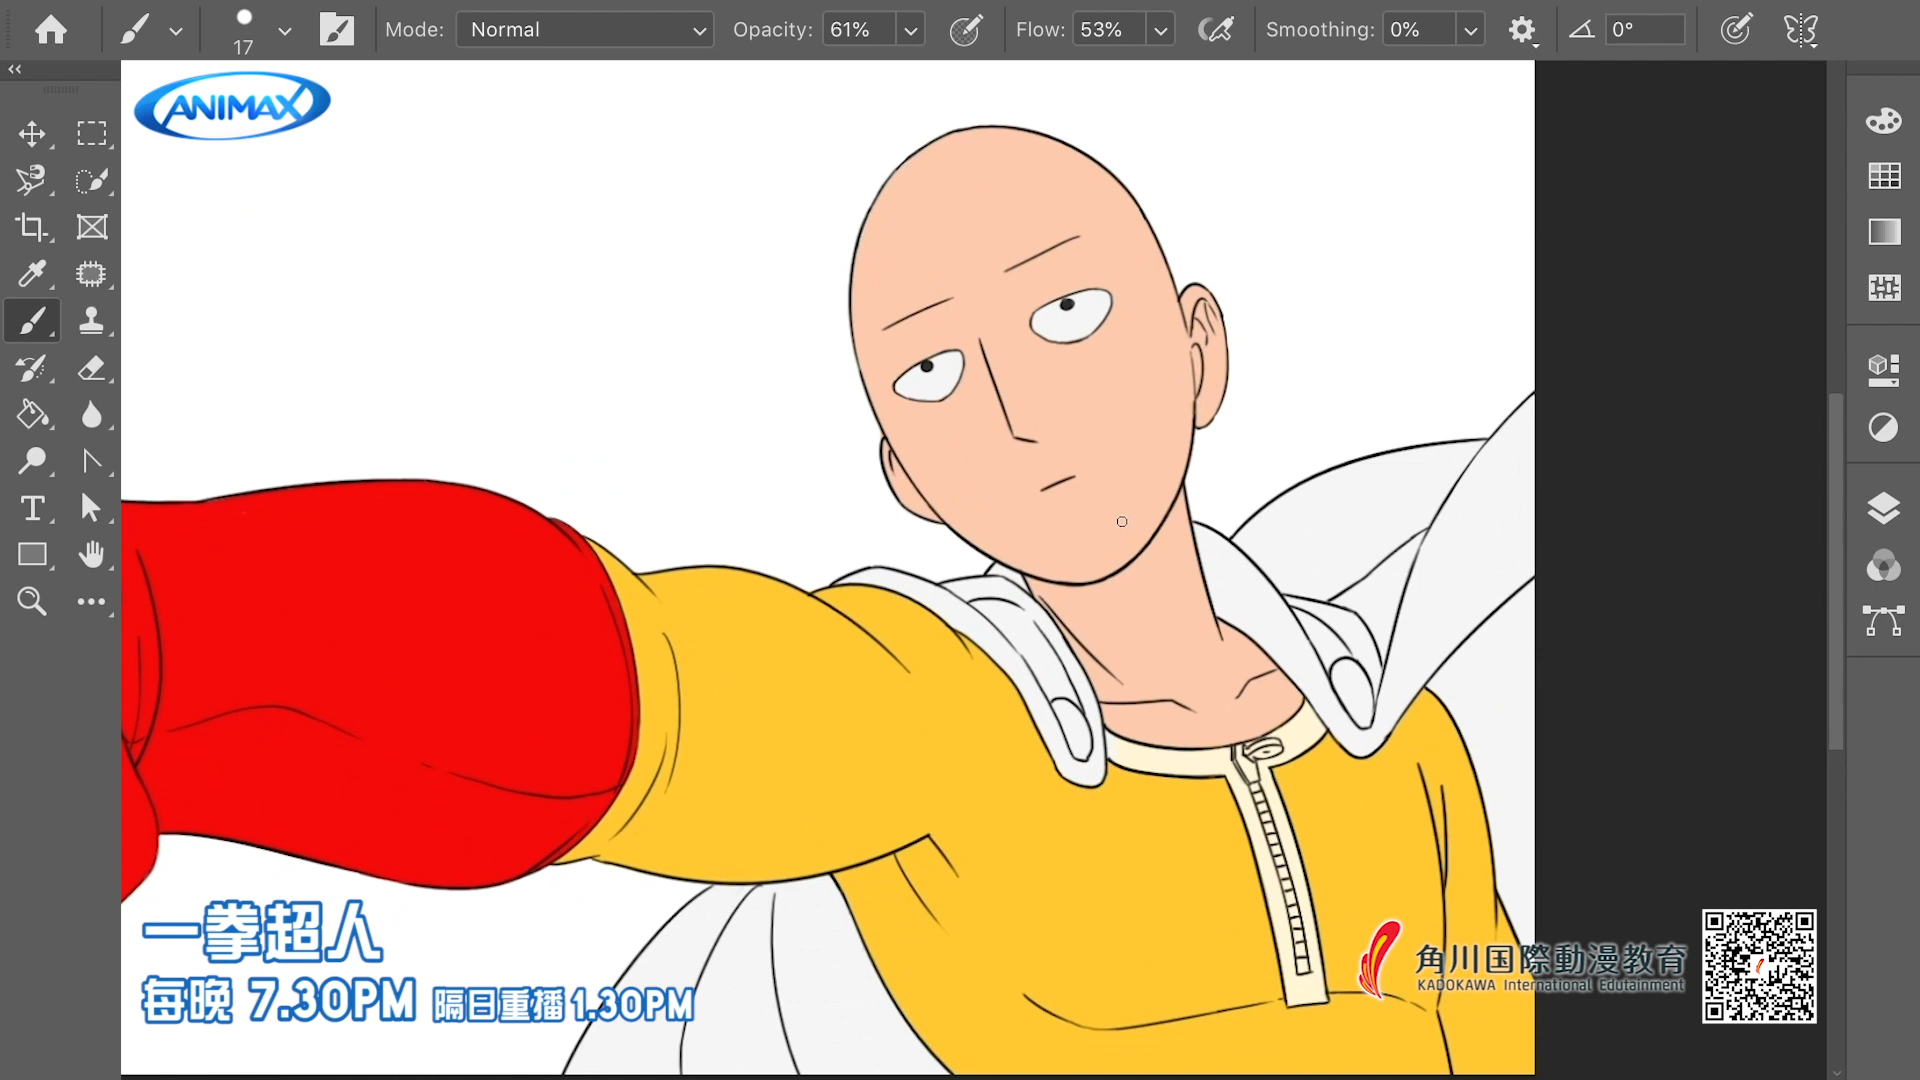 17
Mode: Normal Opacity: 61% Flow: 53% Smoothing: 0% 0°
ANIMAX
一拳超人
每晚 7.30PM 隔日重播 1.30PM
角川国際動漫教育
KADOKAWA International Edutainment